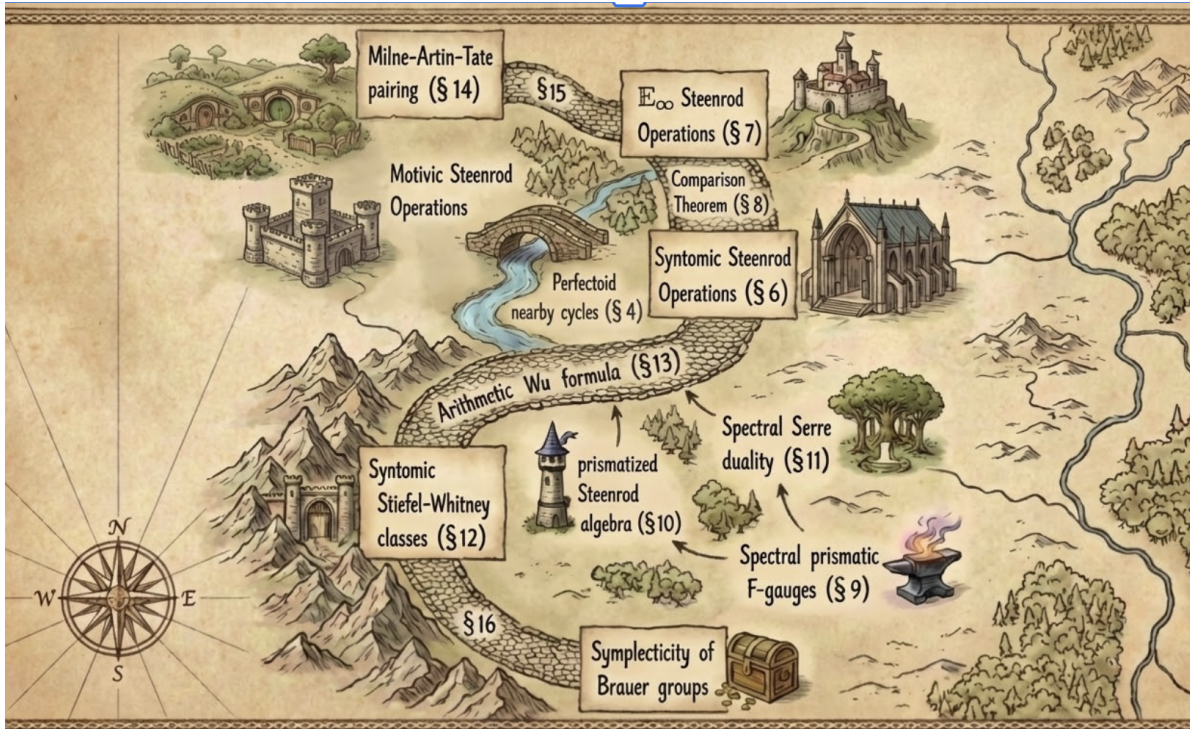 Milne-Artin-Tate
pairing (§ 14)
§15
𝔼∞ Steenrod
Operations (§ 7)
Motivic Steenrod
Operations
Comparison
Theorem (§ 8)
Syntomic Steenrod
Operations (§ 6)
Perfectoid
nearby cycles (§ 4)
Arithmetic Wu formula (§13)
Spectral Serre
duality (§11)
prismatized
Steenrod
algebra (§10)
Syntomic
Stiefel-Whitney
classes (§12)
Spectral prismatic
F-gauges (§ 9)
§16
Symplecticity of
Brauer groups
N
W
E
S